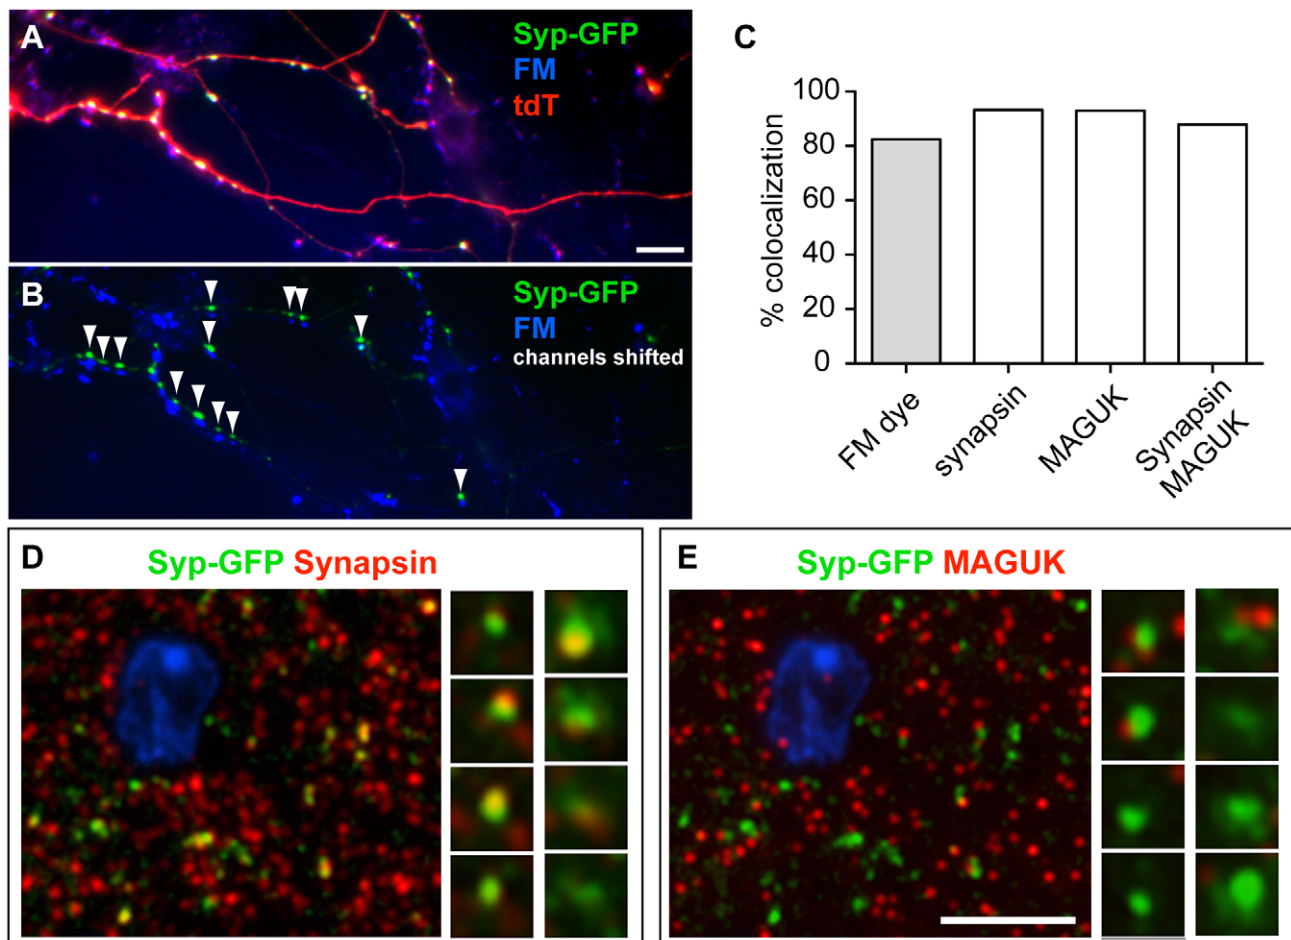 A
Syp-GFP
FM
tdT
B
Syp-GFP
FM
channels shifted
C
% colocalization
100
80
60
40
20
0
FM dye
synapsin
MAGUK
Synapsin
MAGUK
D
Syp-GFP Synapsin
E
Syp-GFP MAGUK